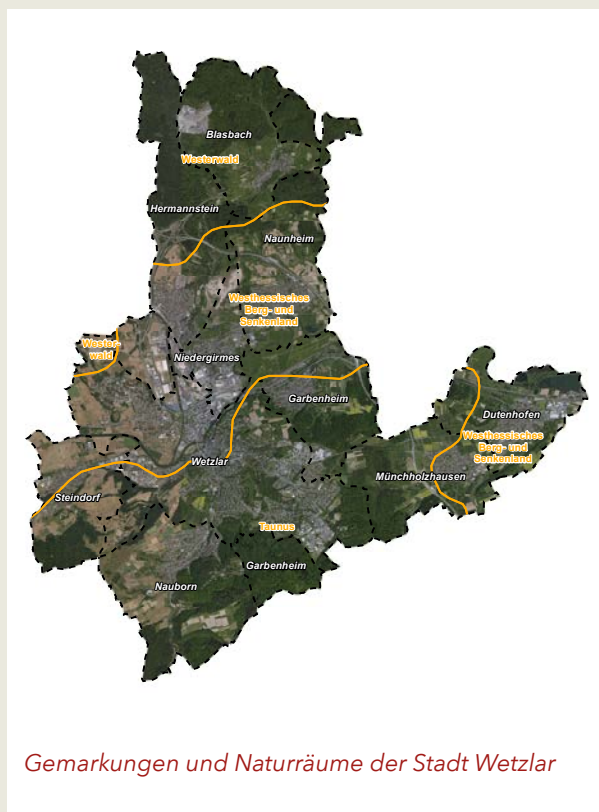 Blasbach
Westerwald
Hermannstein
Naunheim
Westhessisches
Berg- und
Senkenland
Wester-
wald
Niedergirmes
Garbenheim
Dutenhofen
Westhessisches
Berg- und
Senkenland
Wetzlar
Münchholzhausen
Steindorf
Taunus
Garbenheim
Nauborn
Gemarkungen und Naturräume der Stadt Wetzlar